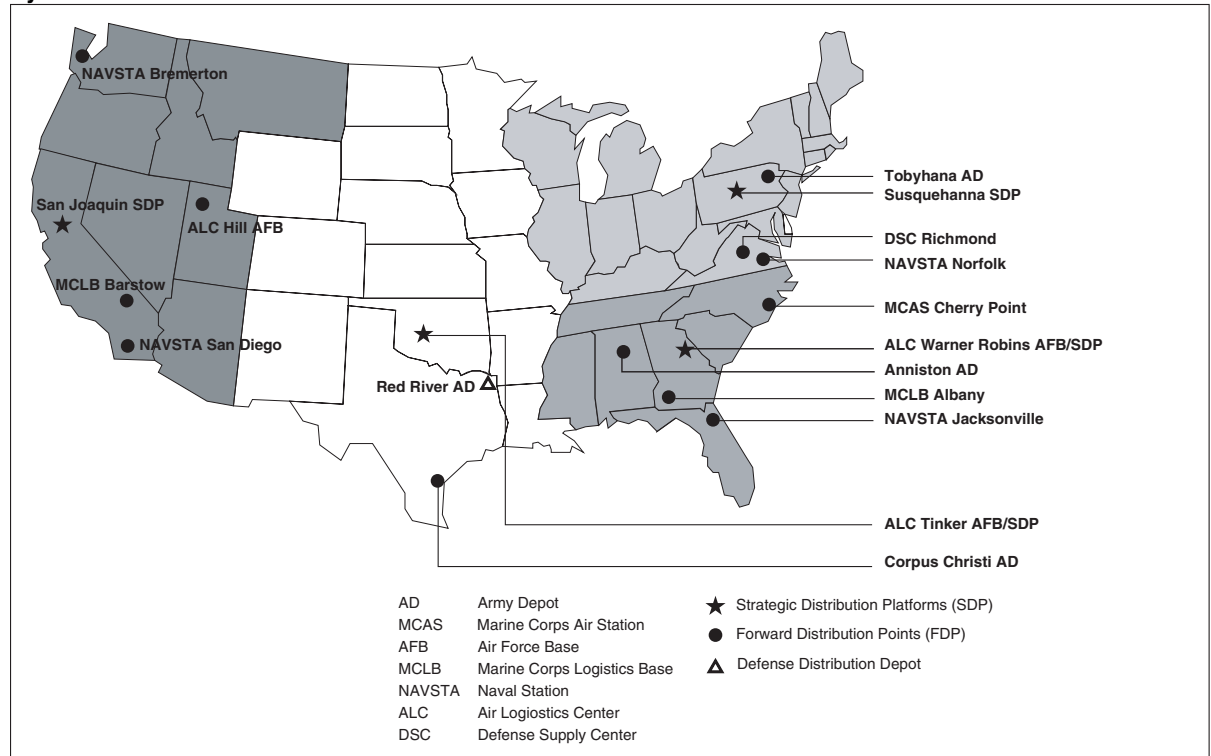 NAVSTA Bremerton
San Joaquin SDP
ALC Hill AFB
MCLB Barstow
NAVSTA San Diego
Red River AD
Tobyhana AD
Susquehanna SDP
DSC Richmond
NAVSTA Norfolk
MCAS Cherry Point
ALC Warner Robins AFB/SDP
Anniston AD
MCLB Albany
NAVSTA Jacksonville
ALC Tinker AFB/SDP
Corpus Christi AD
AD Army Depot
MCAS Marine Corps Air Station
AFB Air Force Base
MCLB Marine Corps Logistics Base
NAVSTA Naval Station
ALC Air Logiostics Center
DSC Defense Supply Center
Strategic Distribution Platforms (SDP)
Forward Distribution Points (FDP)
Defense Distribution Depot